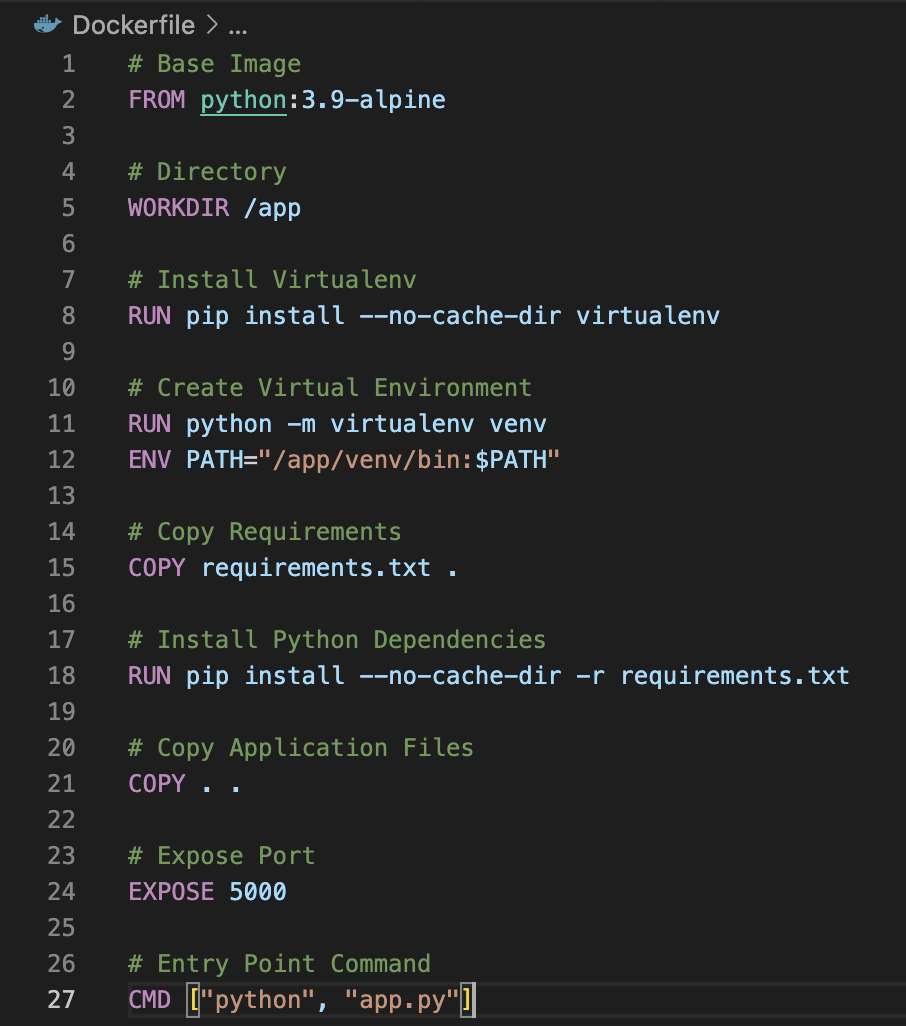 Dockerfile > ...
1 # Base Image
2 FROM python:3.9-alpine
3
4 # Directory
5 WORKDIR /app
6
7 # Install Virtualenv
8 RUN pip install --no-cache-dir virtualenv
9
10 # Create Virtual Environment
11 RUN python -m virtualenv venv
12 ENV PATH="/app/venv/bin:$PATH"
13
14 # Copy Requirements
15 COPY requirements.txt .
16
17 # Install Python Dependencies
18 RUN pip install --no-cache-dir -r requirements.txt
19
20 # Copy Application Files
21 COPY . .
22
23 # Expose Port
24 EXPOSE 5000
25
26 # Entry Point Command
27 CMD ["python", "app.py"]